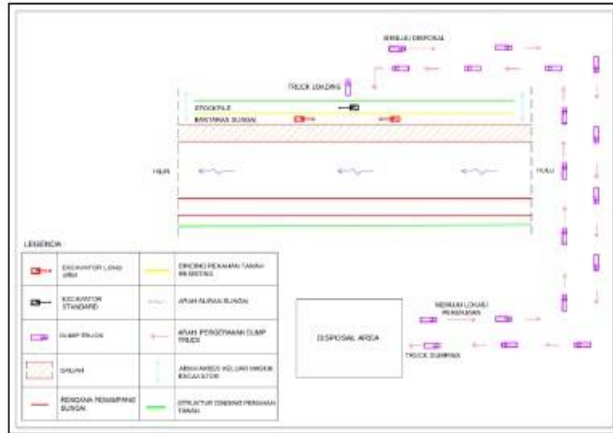 MENUJU DISPOSAL
TRUCK LOADING
STOCKPILE
BANTARAN SUNGAI
HILIR
HULU
LEGENDA
EXCAVATOR LONG ARM
DINDING PENAHAN TANAH EKSISTING
EXCAVATOR STANDARD
ARAH ALIRAN SUNGAI
DUMP TRUCK
ARAH PERGERAKAN DUMP TRUCK
GALIAN
ARAH AKSES KELUAR MASUK EXCAVATOR
RENCANA PENAMPANG SUNGAI
STRUKTUR DINDING PENAHAN TANAH
MENUJU LOKASI
PEKERJAAN
DISPOSAL AREA
TRUCK DUMPING